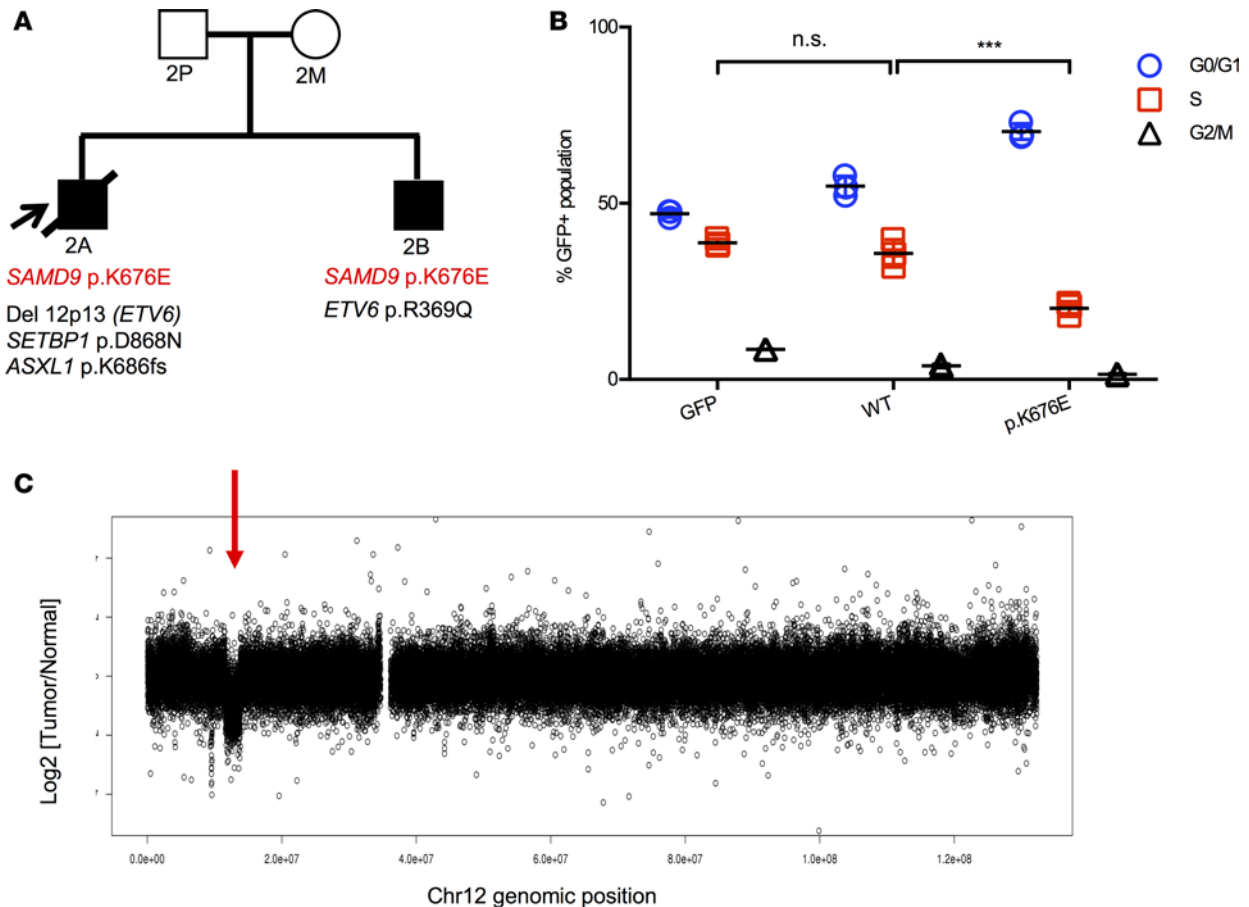 A
2P
2M
2A
2B
SAMD9 p.K676E
Del 12p13 (ETV6)
SETBP1 p.D868N
ASXL1 p.K686fs
SAMD9 p.K676E
ETV6 p.R369Q
B
% GFP+ population
100
50
0
n.s.
***
GFP
WT
p.K676E
G0/G1
S
G2/M
C
Log2 [Tumor/Normal]
0.0e+00
2.0e+07
4.0e+07
6.0e+07
8.0e+07
1.0e+08
1.2e+08
Chr12 genomic position